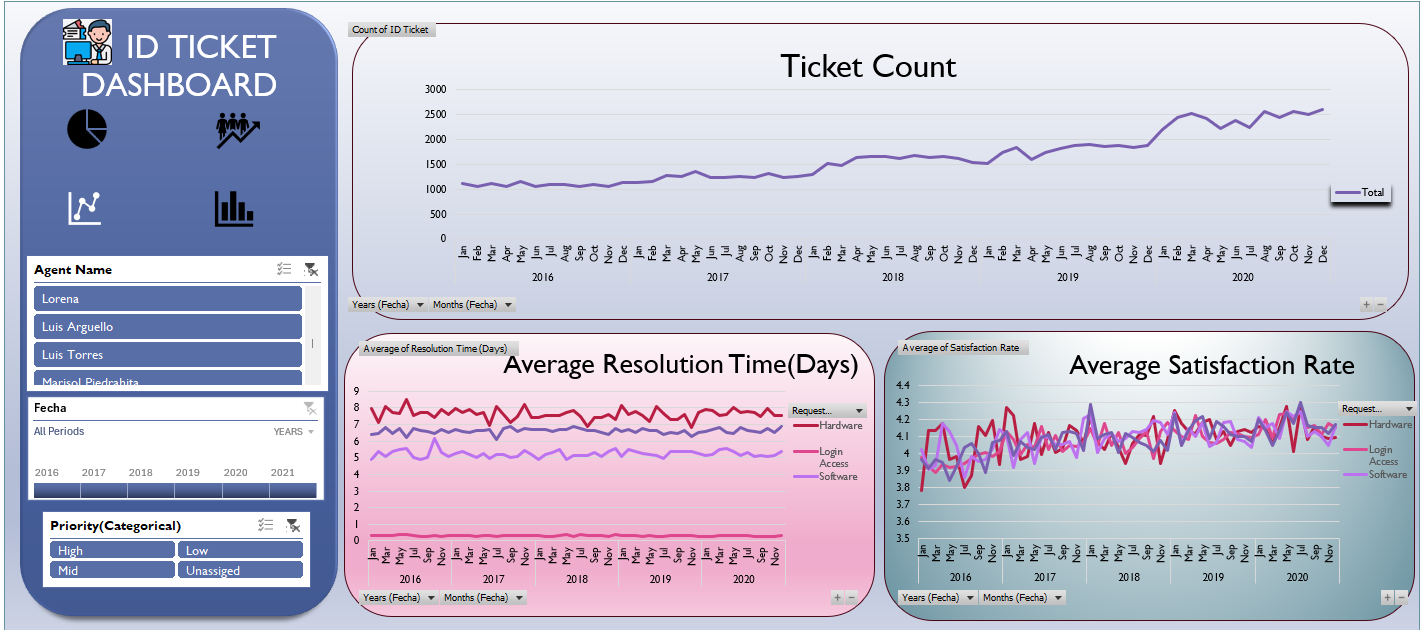 ID TICKET
DASHBOARD
Agent Name
Lorena
Luis Arguello
Luis Torres
Marisol Piedrahita
Fecha
All Periods
YEARS
2016 2017 2018 2019 2020 2021
Priority(Categorical)
High Low
Mid Unassiged
Count of ID Ticket
Ticket Count
3000
2500
2000
1500
1000
500
0
Jan Feb Mar Apr May Jun Jul Aug Sep Oct Nov Dec Jan Feb Mar Apr May Jun Jul Aug Sep Oct Nov Dec Jan Feb Mar Apr May Jun Jul Aug Sep Oct Nov Dec Jan Feb Mar Apr May Jun Jul Aug Sep Oct Nov Dec Jan Feb Mar Apr May Jun Jul Aug Sep Oct Nov Dec
2016 2017 2018 2019 2020
Total
Years (Fecha) Months (Fecha)
Average of Resolution Time (Days)
Average Resolution Time(Days)
9
8
7
6
5
4
3
2
1
0
Jan Mar May Jul Sep Nov Jan Mar May Jul Sep Nov Jan Mar May Jul Sep Nov Jan Mar May Jul Sep Nov Jan Mar May Jul Sep Nov
2016 2017 2018 2019 2020
Request...
Hardware
Login
Access
Software
Years (Fecha) Months (Fecha)
Average of Satisfaction Rate
Average Satisfaction Rate
4.4
4.3
4.2
4.1
4
3.9
3.8
3.7
3.6
3.5
Jan Mar May Jul Sep Nov Jan Mar May Jul Sep Nov Jan Mar May Jul Sep Nov Jan Mar May Jul Sep Nov Jan Mar May Jul Sep Nov
2016 2017 2018 2019 2020
Request...
Hardware
Login
Access
Software
Years (Fecha) Months (Fecha)